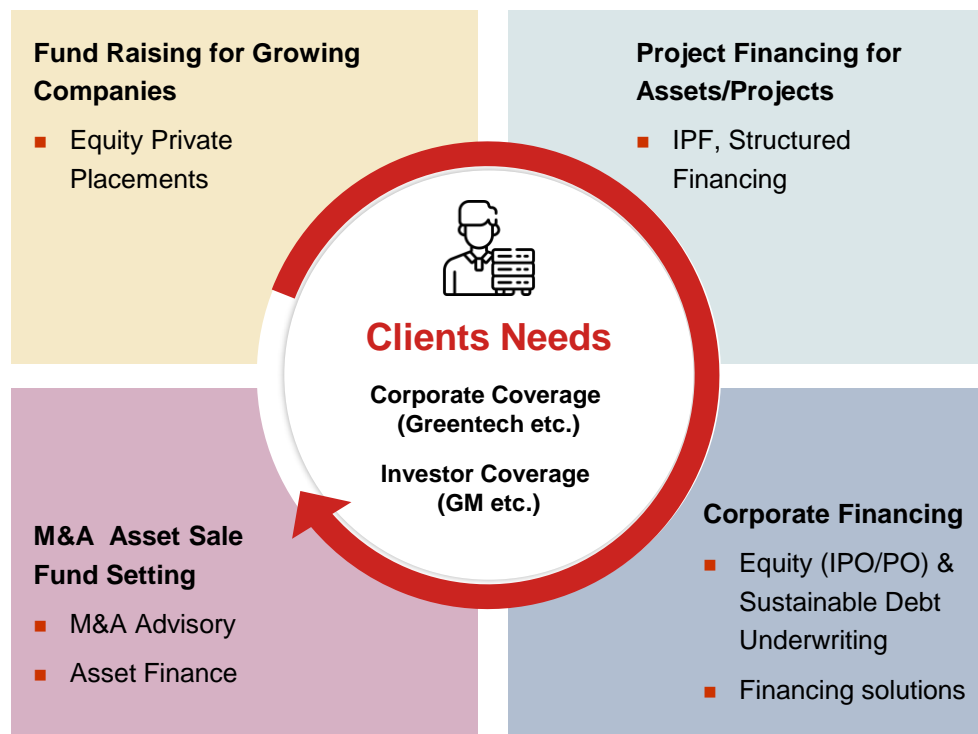 Fund Raising for Growing
Companies
■ Equity Private
Placements
Project Financing for
Assets/Projects
■ IPF, Structured
Financing
Clients Needs
Corporate Coverage
(Greentech etc.)
Investor Coverage
(GM etc.)
M&A Asset Sale
Fund Setting
■ M&A Advisory
■ Asset Finance
Corporate Financing
■ Equity (IPO/PO) &
Sustainable Debt
Underwriting
■ Financing solutions